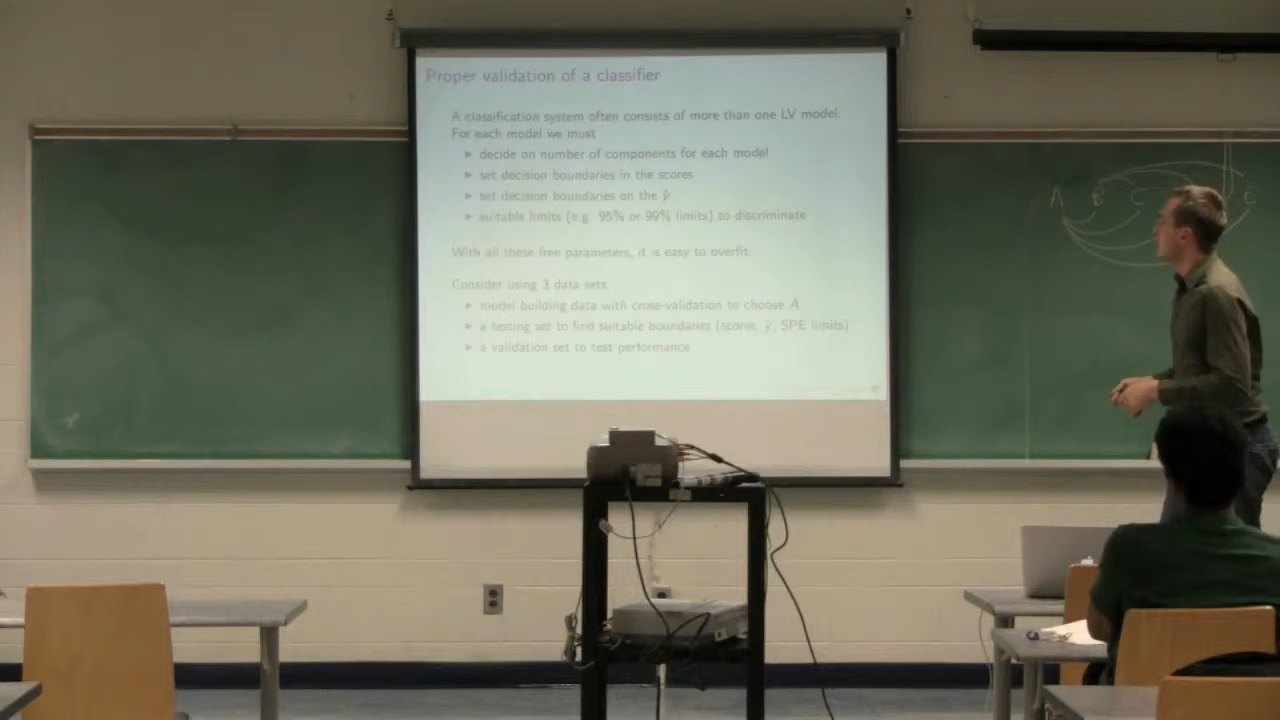 Proper validation of a classifier
A classification system often consists of more than one LV model.
For each model we must
▶ decide on number of components for each model
▶ set decision boundaries in the scores
▶ set decision boundaries on the ŷ
▶ suitable limits (e.g. 95% or 99% limits) to discriminate
With all these free parameters, it is easy to overfit.
Consider using 3 data sets:
▶ model building data with cross-validation to choose A
▶ a testing set to find suitable boundaries (scores, ŷ, SPE limits)
▶ a validation set to test performance
A B C E